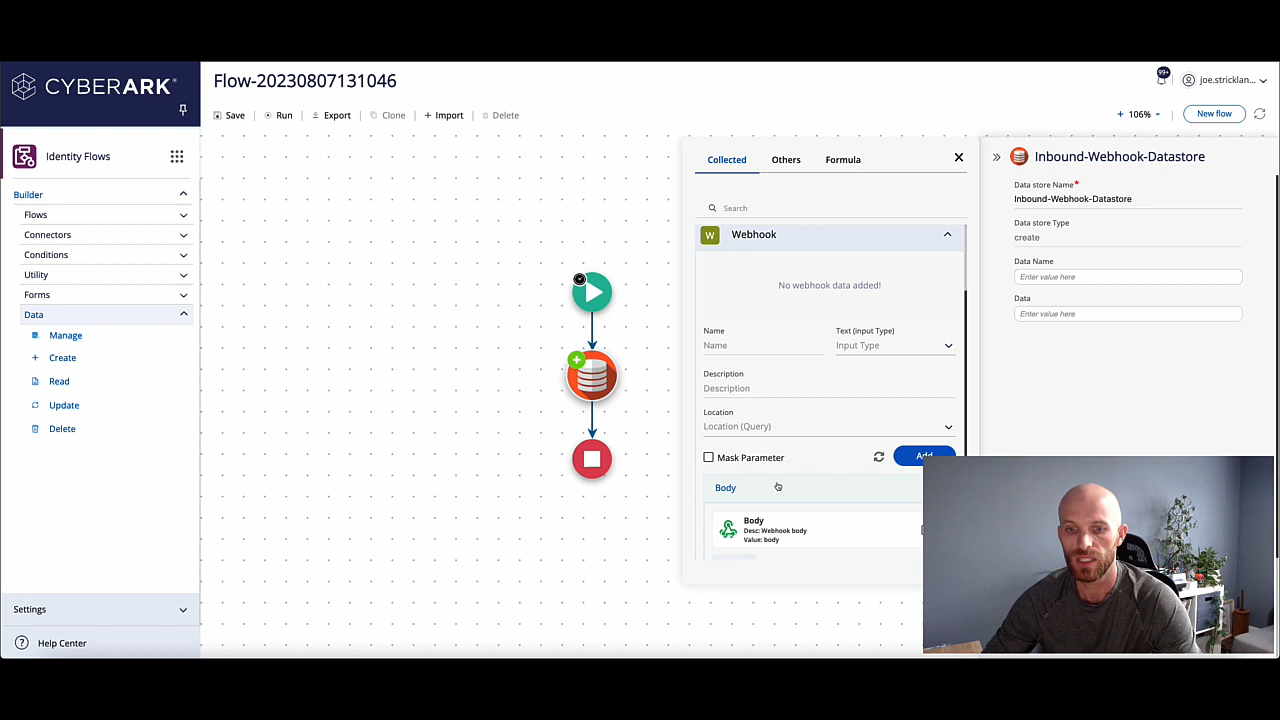 CYBERARK®
Identity Flows
Builder
Flows
Connectors
Conditions
Utility
Forms
Data
Manage
Create
Read
Update
Delete
Settings
? Help Center
Flow-20230807131046
99+
joe.stricklan...
Save
Run
Export
Clone
+ Import
Delete
+ 106% -
New flow
Collected
Others
Formula
Search
W Webhook
No webhook data added!
Name
Text (input Type)
Name
Input Type
Description
Description
Location
Location (Query)
Mask Parameter
Add
Body
Body
Desc: Webhook body
Value: body
Inbound-Webhook-Datastore
Data store Name*
Inbound-Webhook-Datastore
Data store Type
create
Data Name
Enter value here
Data
Enter value here